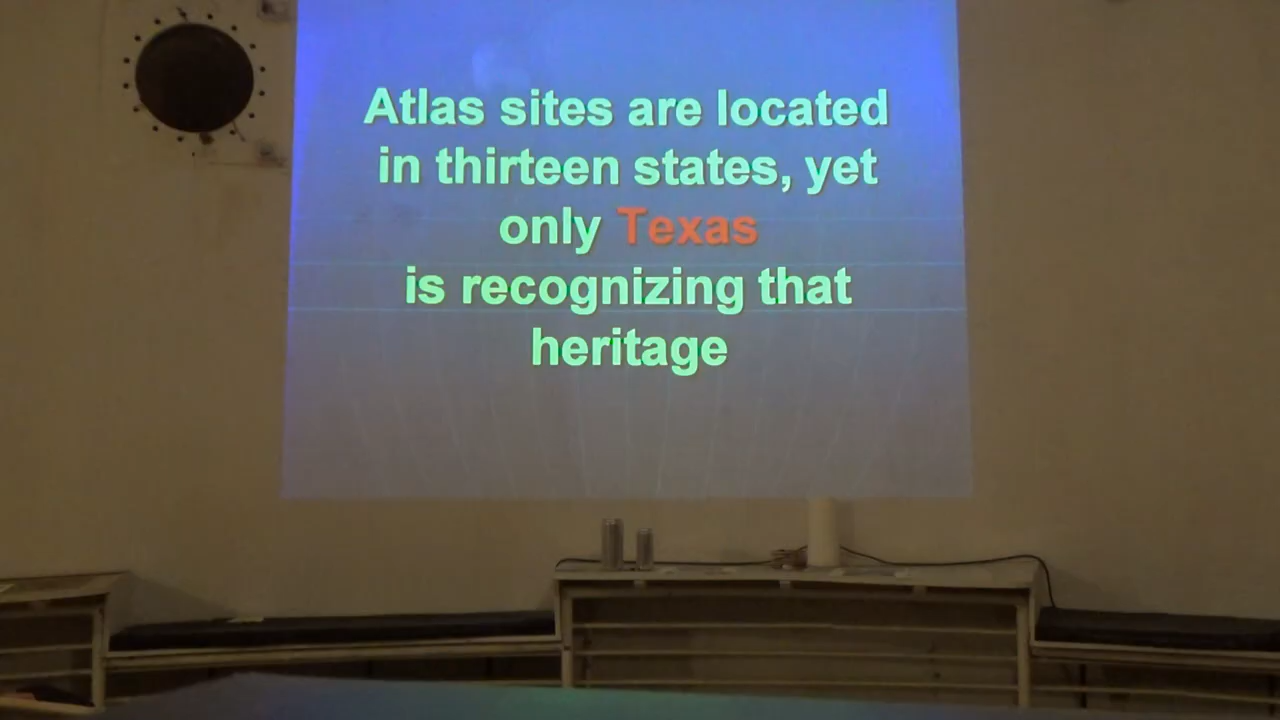 Atlas sites are located
in thirteen states, yet
only Texas
is recognizing that
heritage